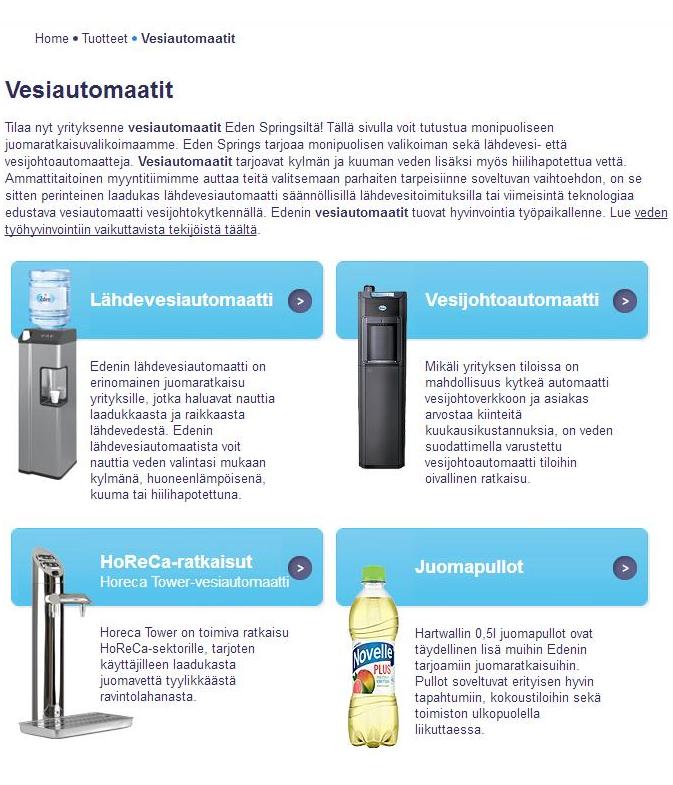 Home • Tuotteet • Vesiautomaatit
Vesiautomaatit
Tilaa nyt yrityksenne vesiautomaatit Eden Springsiltä! Tällä sivulla voit tutustua monipuoliseen
juomaratkaisuvalikoimaamme. Eden Springs tarjoaa monipuolisen valikoiman sekä lähdevesi- että
vesijohtoautomaatteja. Vesiautomaatit tarjoavat kylmän ja kuuman veden lisäksi myös hiilihapotettua vettä.
Ammattitaitoinen myyntitiimimme auttaa teitä valitsemaan parhaiten tarpeisiinne soveltuvan vaihtoehdon, on se
sitten perinteinen laadukas lähdevesiautomaatti säännöllisillä lähdevesitoimituksilla tai viimeisintä teknologiaa
edustava vesiautomaatti vesijohtokytkennällä. Edenin vesiautomaatit tuovat hyvinvointia työpaikallenne. Lue veden
työhyvinvointiin vaikuttavista tekijöistä täältä.
Lähdevesiautomaatti >
Edenin lähdevesiautomaatti on
erinomainen juomaratkaisu
yrityksille, jotka haluavat nauttia
laadukkaasta ja raikkaasta
lähdevedestä. Edenin
lähdevesiautomaatista voit
nauttia veden valintasi mukaan
kylmänä, huoneenlämpöisenä,
kuuma tai hiilihapotettuna.
Vesijohtoautomaatti >
Mikäli yrityksen tiloissa on
mahdollisuus kytkeä automaatti
vesijohtoverkkoon ja asiakas
arvostaa kiinteitä
kuukausikustannuksia, on veden
suodattimella varustettu
vesijohtoautomaatti tiloihin
oivallinen ratkaisu.
HoReCa-ratkaisut >
Horeca Tower-vesiautomaatti
Horeca Tower on toimiva ratkaisu
HoReCa-sektorille, tarjoten
käyttäjilleen laadukasta
juomavettä tyylikkäästä
ravintolahanasta.
Juomapullot >
Novelle
PLUS
Hartwallin 0,5l juomapullot ovat
täydellinen lisä muihin Edenin
tarjoamiin juomaratkaisuihin.
Pullot soveltuvat erityisen hyvin
tapahtumiin, kokoustiloihin sekä
toimiston ulkopuolella
liikuttaessa.